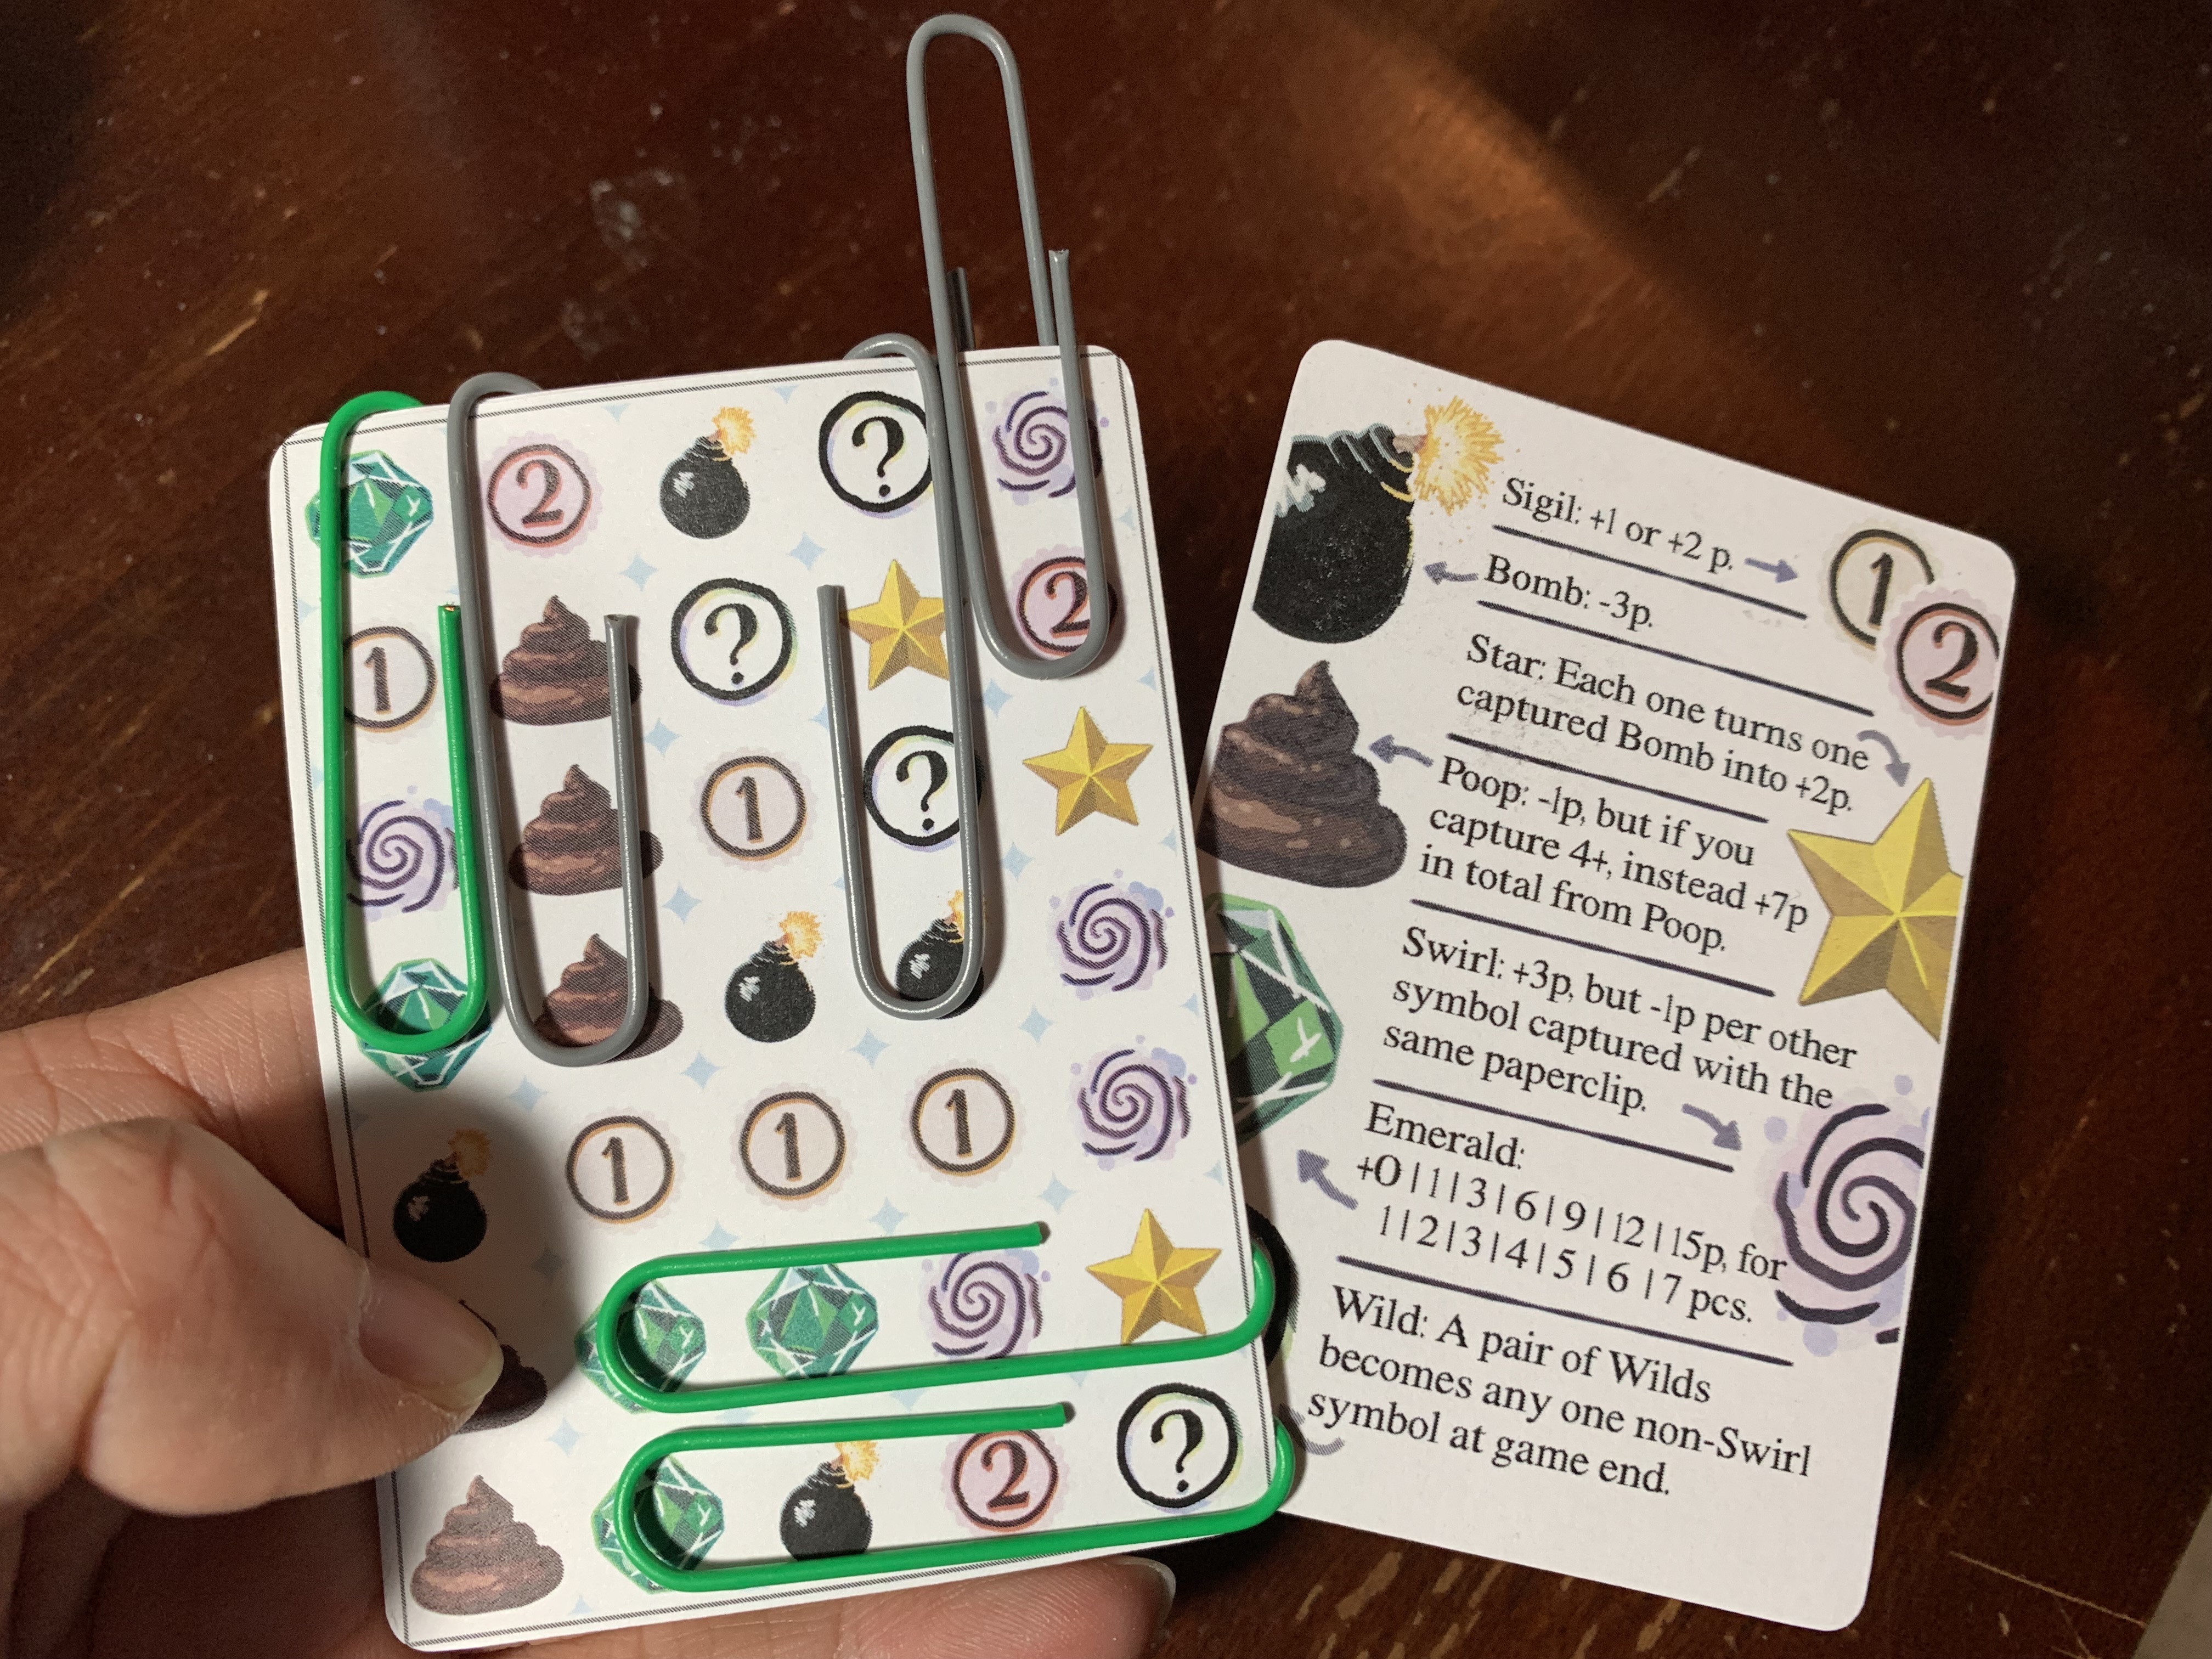 2 ?
1 ? 2
1 ?
1 1 1
2 ?
Sigil: +1 or +2 p.
1
2
Bomb: -3p.
Star: Each one turns one
captured Bomb into +2p.
Poop: -1p, but if you
capture 4+, instead +7p
in total from Poop.
Swirl: +3p, but -1p per other
symbol captured with the
same paperclip.
Emerald:
+0 | 1 | 3 | 6 | 9 | 12 | 15p, for
1 | 2 | 3 | 4 | 5 | 6 | 7 pcs.
Wild: A pair of Wilds
becomes any one non-Swirl
symbol at game end.